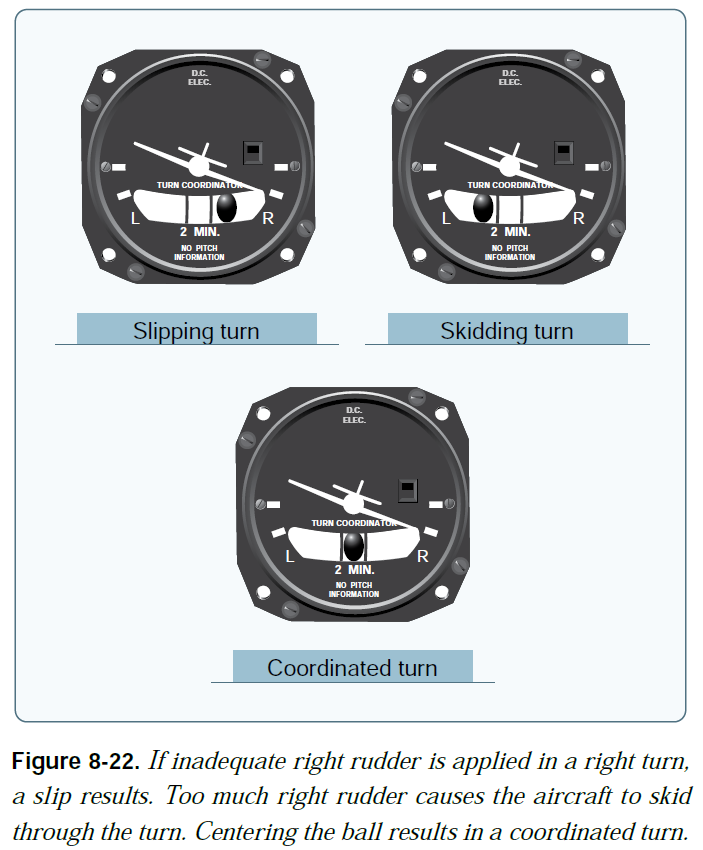 D.C.
ELEC.
TURN COORDINATOR
L
R
2 MIN.
NO PITCH
INFORMATION
Slipping turn
D.C.
ELEC.
TURN COORDINATOR
L
R
2 MIN.
NO PITCH
INFORMATION
Skidding turn
D.C.
ELEC.
TURN COORDINATOR
L
R
2 MIN.
NO PITCH
INFORMATION
Coordinated turn
Figure 8-22. If inadequate right rudder is applied in a right turn,
a slip results. Too much right rudder causes the aircraft to skid
through the turn. Centering the ball results in a coordinated turn.